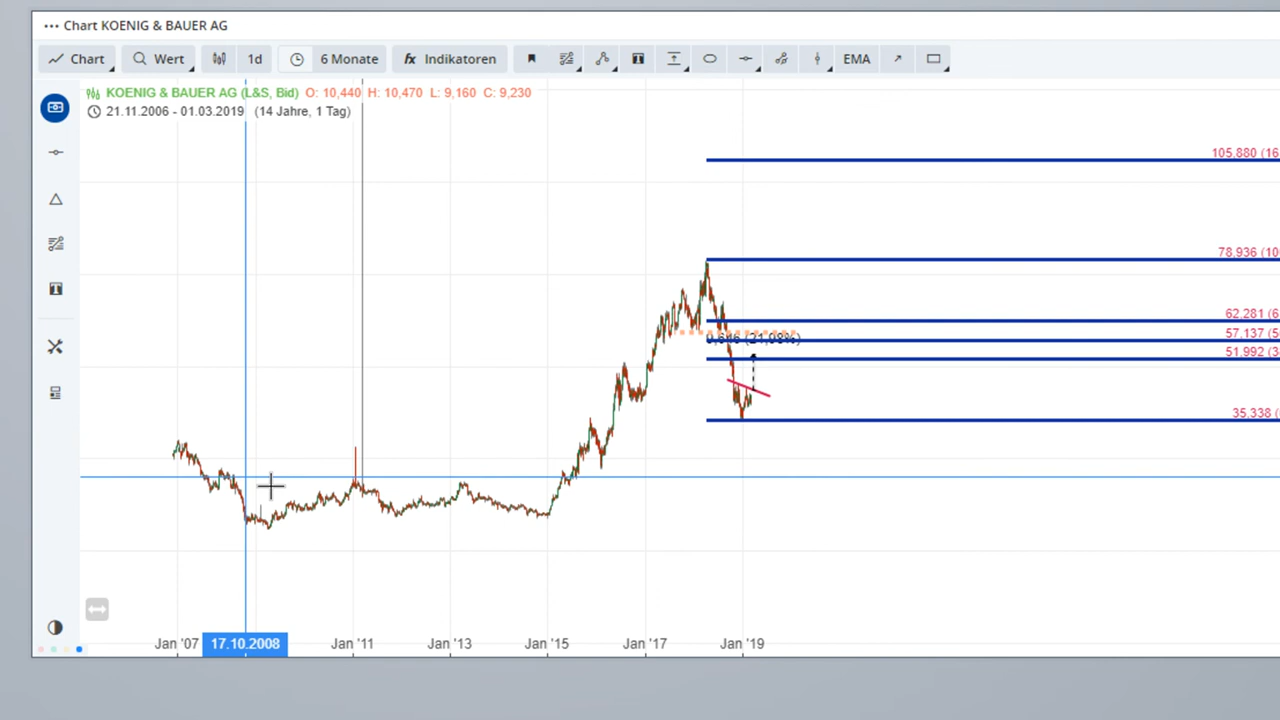 ··· Chart KOENIG & BAUER AG
Chart Wert 1d 6 Monate fx Indikatoren T EMA
KOENIG & BAUER AG (L&S, Bid) O: 10,440 H: 10,470 L: 9,160 C: 9,230
21.11.2006 - 01.03.2019 (14 Jahre, 1 Tag)
105,880 (16
78,936 (10
62,281 (6
57,137 (5
(21,98%)
51,992 (3
35,338 (
Jan '07 17.10.2008 Jan '11 Jan '13 Jan '15 Jan '17 Jan '19